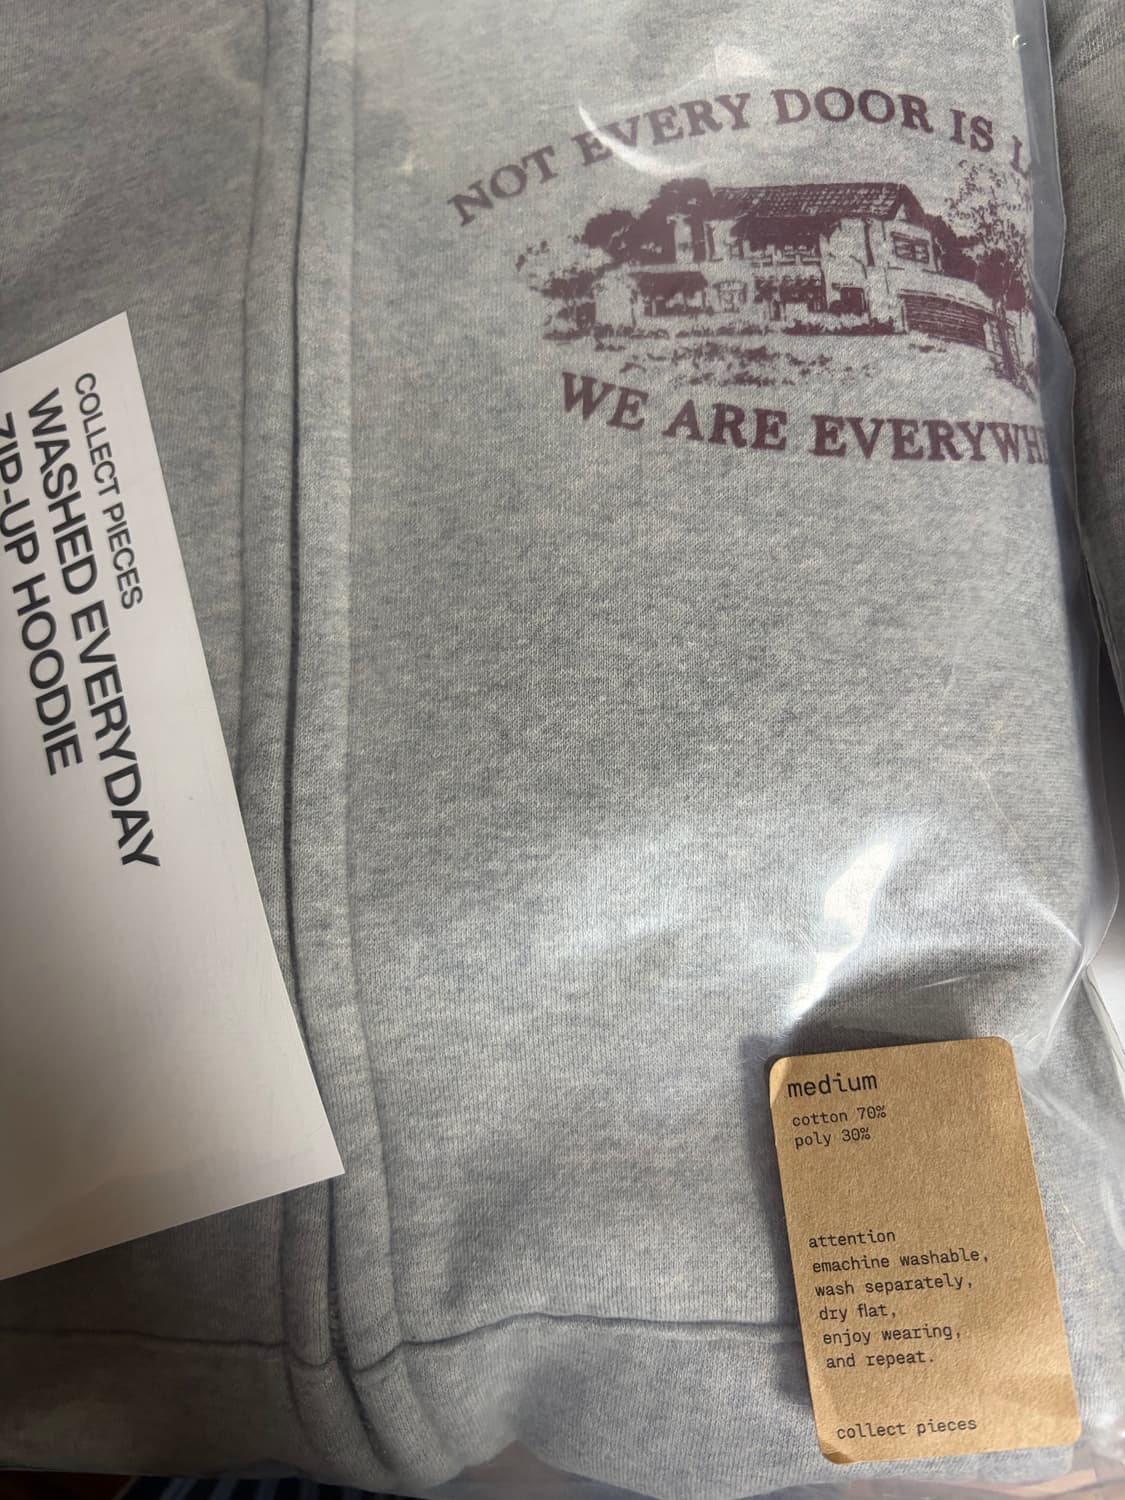 NOT EVERY DOOR IS
WE ARE
COLLECT PIECES
WASHED EVERYDAY
ZIP-UP HOODIE
medium
cotton 70%
poly 30%
attention
emachine washable,
wash separately,
dry flat,
enjoy wearing,
and repeat.
collect pieces